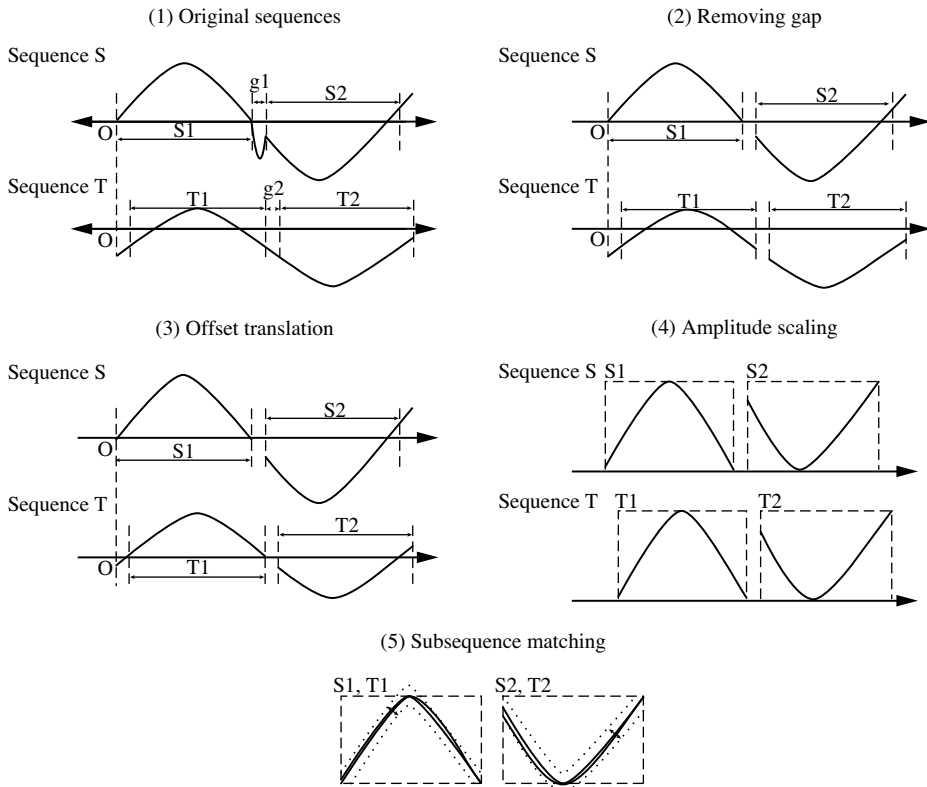 (1) Original sequences
Sequence S
g1
S2
O
S1
Sequence T
T1
g2
T2
O
(2) Removing gap
Sequence S
S2
O
S1
Sequence T
T1
T2
O
(3) Offset translation
Sequence S
S2
O
S1
Sequence T
T2
O
T1
(4) Amplitude scaling
Sequence S
S1
S2
Sequence T
T1
T2
(5) Subsequence matching
S1, T1
S2, T2